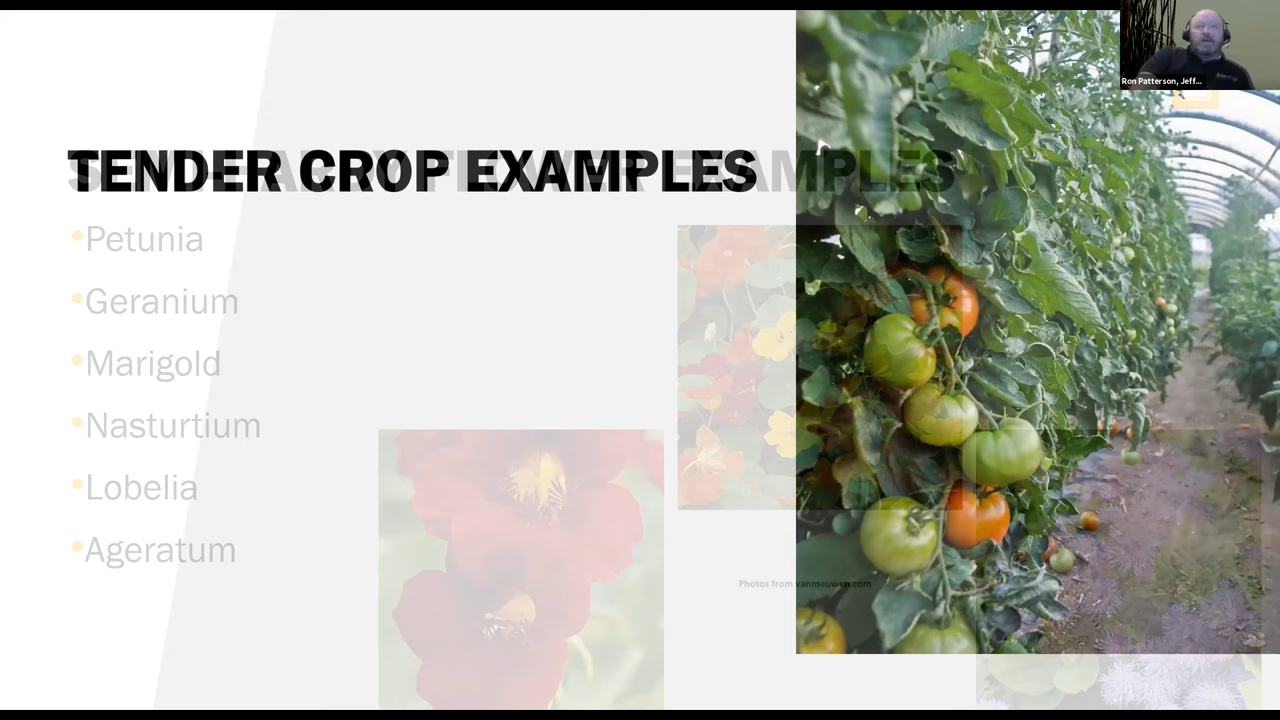 Ron Patterson, Jeff...
TENDER CROP EXAMPLES
Petunia
Geranium
Marigold
Nasturtium
Lobelia
Ageratum
Photos from vanmeuwen.com